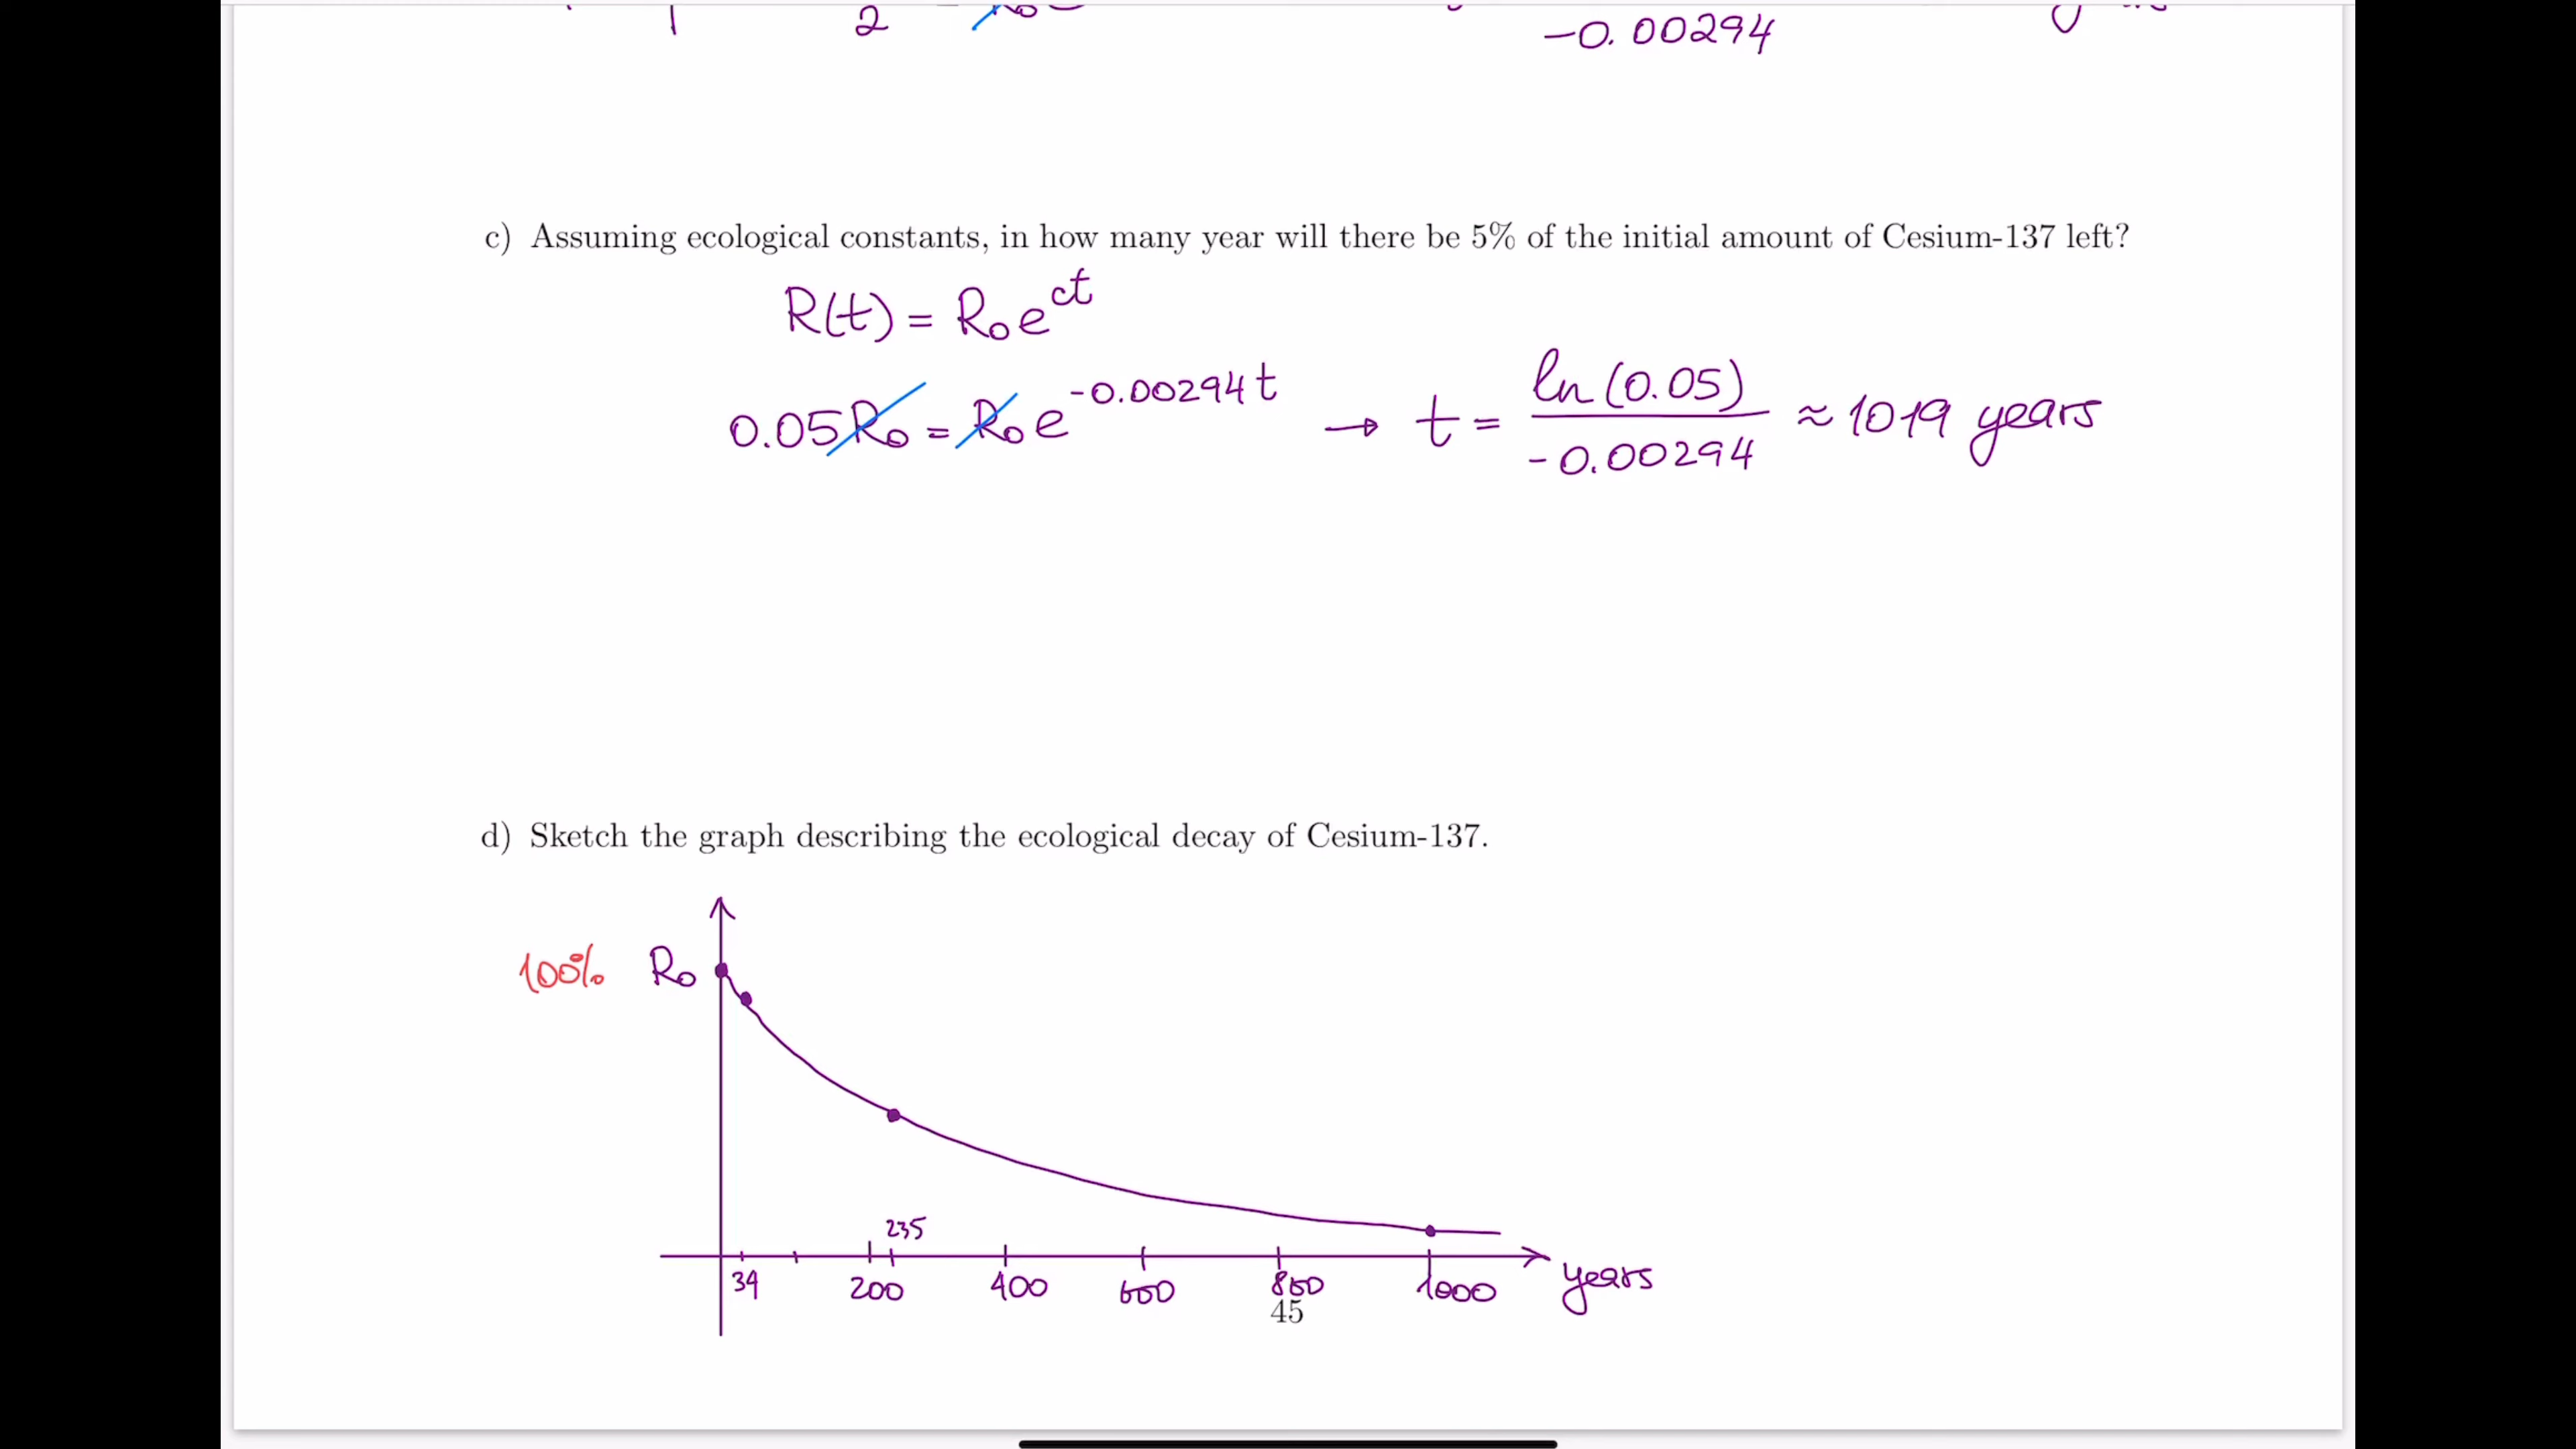 1 2 -0.00294
c) Assuming ecological constants, in how many year will there be 5% of the initial amount of Cesium-137 left?
R(t) = R₀e^ct
0.05R₀ = R₀e^-0.00294t → t = ln(0.05)/-0.00294 ≈ 1019 years
d) Sketch the graph describing the ecological decay of Cesium-137.
100% R₀
235
34 200 400 600 800 1000 years
45